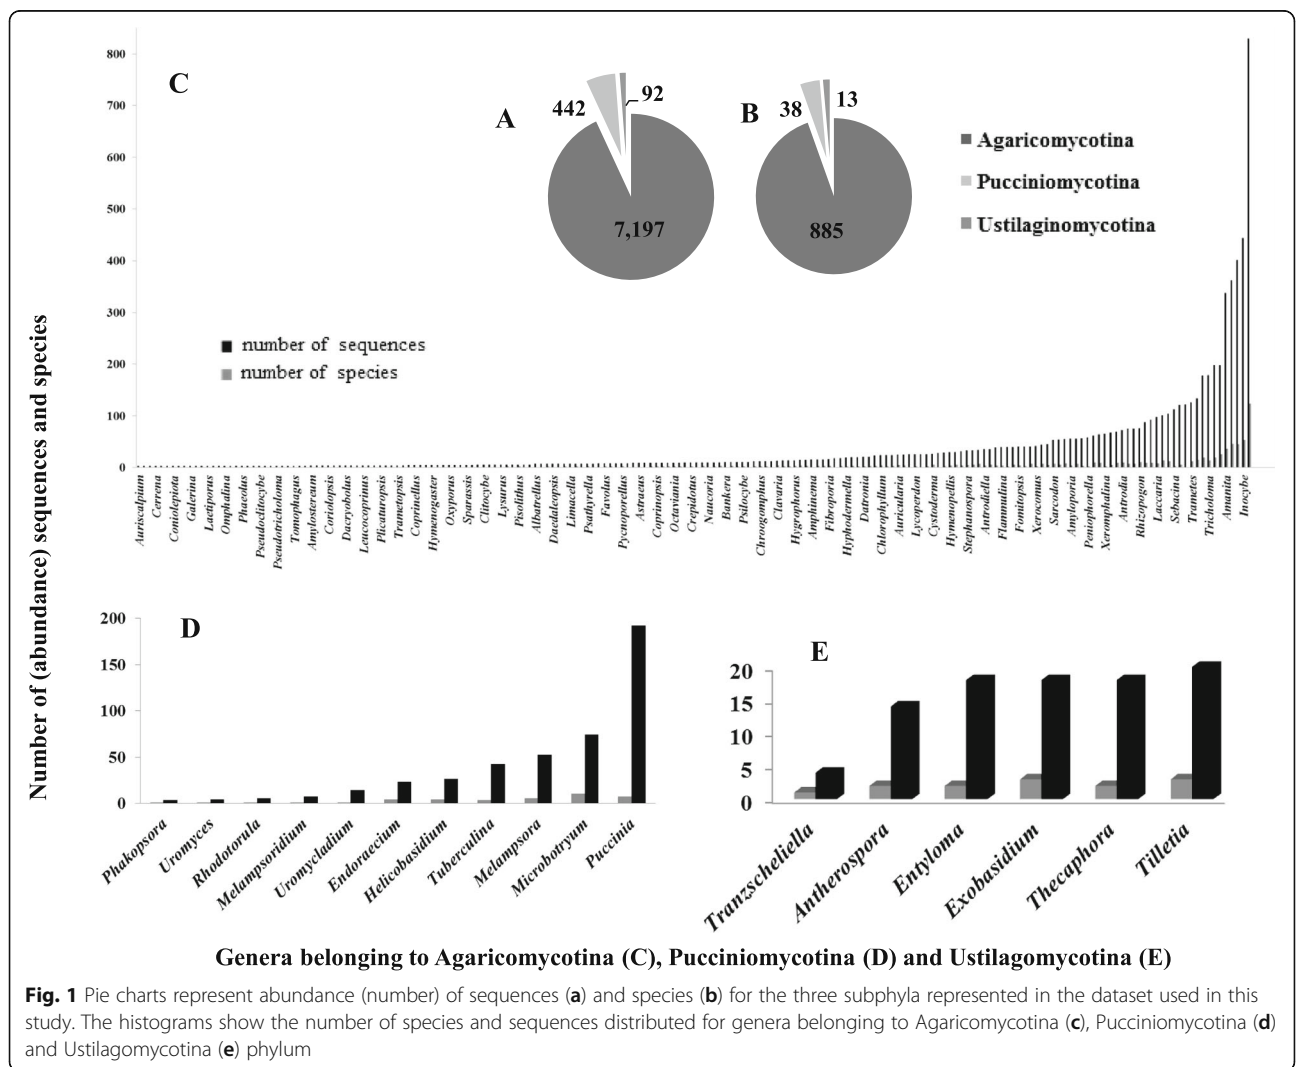 C
A
442
92
7,197
B
38
13
885
Agaricomycotina
Pucciniomycotina
Ustilaginomycotina
800
700
600
500
400
300
200
100
0
number of sequences
number of species
Number of (abundance) sequences and species
Auriscalpium
Cerrena
Coniolepiota
Galerina
Lactiporus
Omphalina
Phaeolus
Pseudoclitocybe
Pseudotricholoma
Tomophagus
Amylostereum
Coriolopsis
Dacryobolus
Leucocoprinus
Plicaturopsis
Trametopsis
Coprinellus
Hymenogaster
Oxyporus
Sparassis
Clitocybe
Lysurus
Pisolithus
Albatrellus
Daedaleopsis
Limacella
Psathyrella
Favolus
Pycnoporellus
Astraeus
Coprinopsis
Octaviania
Crepidotus
Naucoria
Bankera
Psilocybe
Chroogomphus
Clavaria
Hygrophorus
Amphinema
Fibroporia
Hyphodermella
Datronia
Chlorophyllum
Auricularia
Lycoperdon
Cystoderma
Hymenopellis
Stephanospora
Antrodiella
Flammulina
Fomitopsis
Xerocomus
Sarcodon
Amyloporia
Peniophorella
Xeromphalina
Antrodia
Rhizopogon
Laccaria
Sebacina
Trametes
Tricholoma
Amanita
Inocybe
D
200
150
100
50
0
Phakopsora
Uromyces
Rhodotorula
Melampsoridium
Uromycladium
Endoraecium
Helicobasidium
Tuberculina
Melampsora
Microbotryum
Puccinia
E
20
15
10
5
0
Tranzscheliella
Antherospora
Entyloma
Exobasidium
Thecaphora
Tilletia
Genera belonging to Agaricomycotina (C), Pucciniomycotina (D) and Ustilagomycotina (E)
Fig. 1 Pie charts represent abundance (number) of sequences (a) and species (b) for the three subphyla represented in the dataset used in this
study. The histograms show the number of species and sequences distributed for genera belonging to Agaricomycotina (c), Pucciniomycotina (d)
and Ustilagomycotina (e) phylum